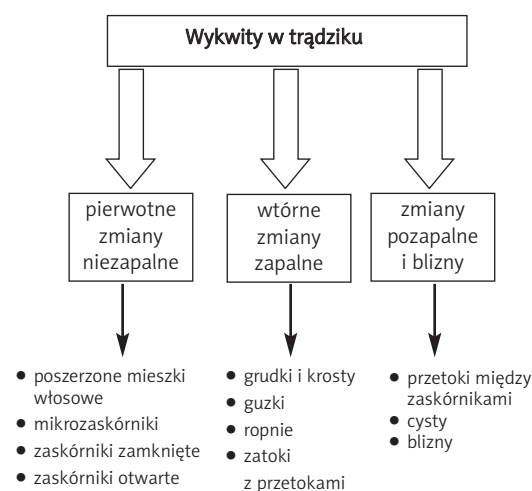 Wykwity w trądziku
pierwotne
zmiany
niezapalne
wtórne
zmiany
zapalne
zmiany
pozapalne
i blizny
• poszerzone mieszki
włosowe
• mikrozaskórniki
• zaskórniki zamknięte
• zaskórniki otwarte
• grudki i krosty
• guzki
• ropnie
• zatoki
z przetokami
• przetoki między
zaskórnikami
• cysty
• blizny